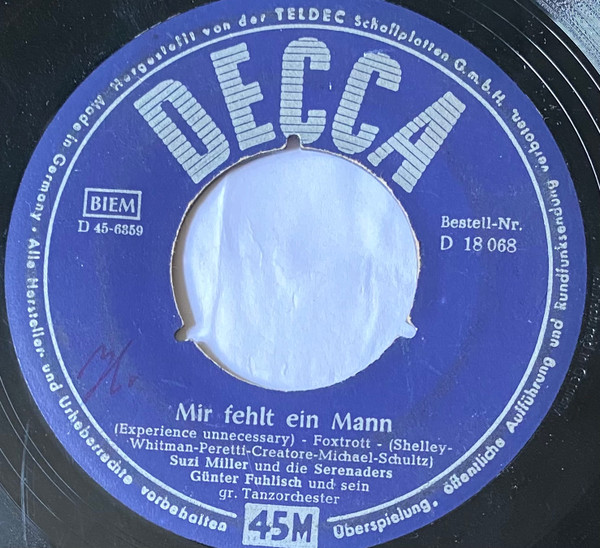 Made in Germany • Alle Hersteller- und Urheberrechte vorbehalten
Hergestellt von der TELDEC Schallplatten G.m.b.H.
Überspielung, öffentliche Aufführung und Rundfunksendung verboten.
DECCA
BIEM
D 45-6859
Bestell-Nr.
D 18 068
Mir fehlt ein Mann
(Experience unnecessary) - Foxtrott - (Shelley-
Whitman-Peretti-Creatore-Michael-Schultz)
Suzi Miller und die Serenaders
Günter Fuhlisch und sein
gr. Tanzorchester
45M